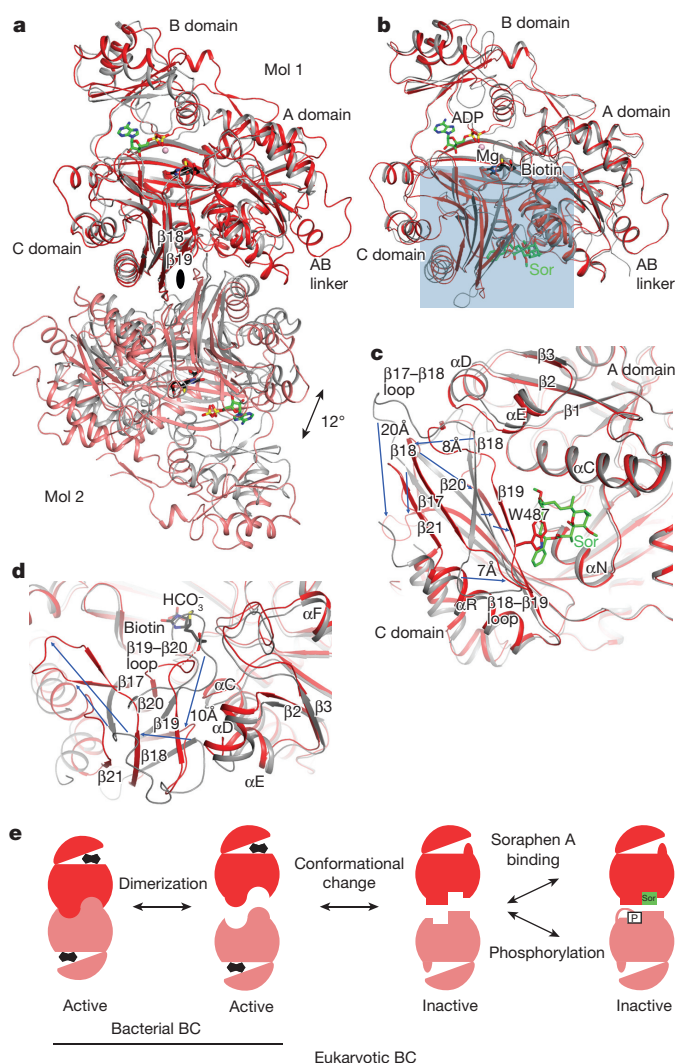 a
B domain
Mol 1
A domain
C domain
β18
β19
AB
linker
12°
Mol 2
b
B domain
A domain
ADP
Mg
Biotin
C domain
Sor
AB
linker
c
β17–β18
loop
αD
β3
β2
A domain
αE
β1
20Å
β18
8Å
β18
αC
β20
β19
β17
W487
β21
Sor
7Å
αN
αR
β18–β19
loop
C domain
d
HCO₃⁻
αF
Biotin
β19–β20
loop
β17
αC
β20
β3
β19
10Å
β2
αD
β18
β21
αE
e
Soraphen A
binding
Conformational
change
Dimerization
Sor
P
Phosphorylation
Active
Active
Inactive
Inactive
Bacterial BC
Eukaryotic BC